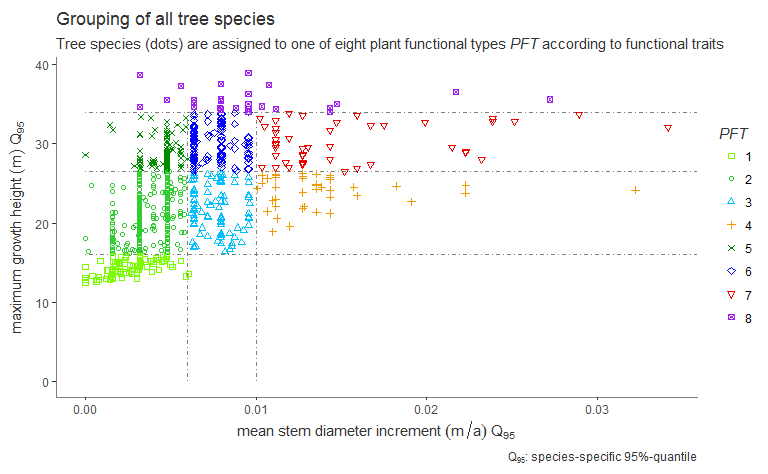 Grouping of all tree species
Tree species (dots) are assigned to one of eight plant functional types PFT according to functional traits
maximum growth height (m) Q95
40
30
20
10
0
0.00
0.01
0.02
0.03
mean stem diameter increment (m/a) Q95
PFT
1
2
3
4
5
6
7
8
Q95: species-specific 95%-quantile